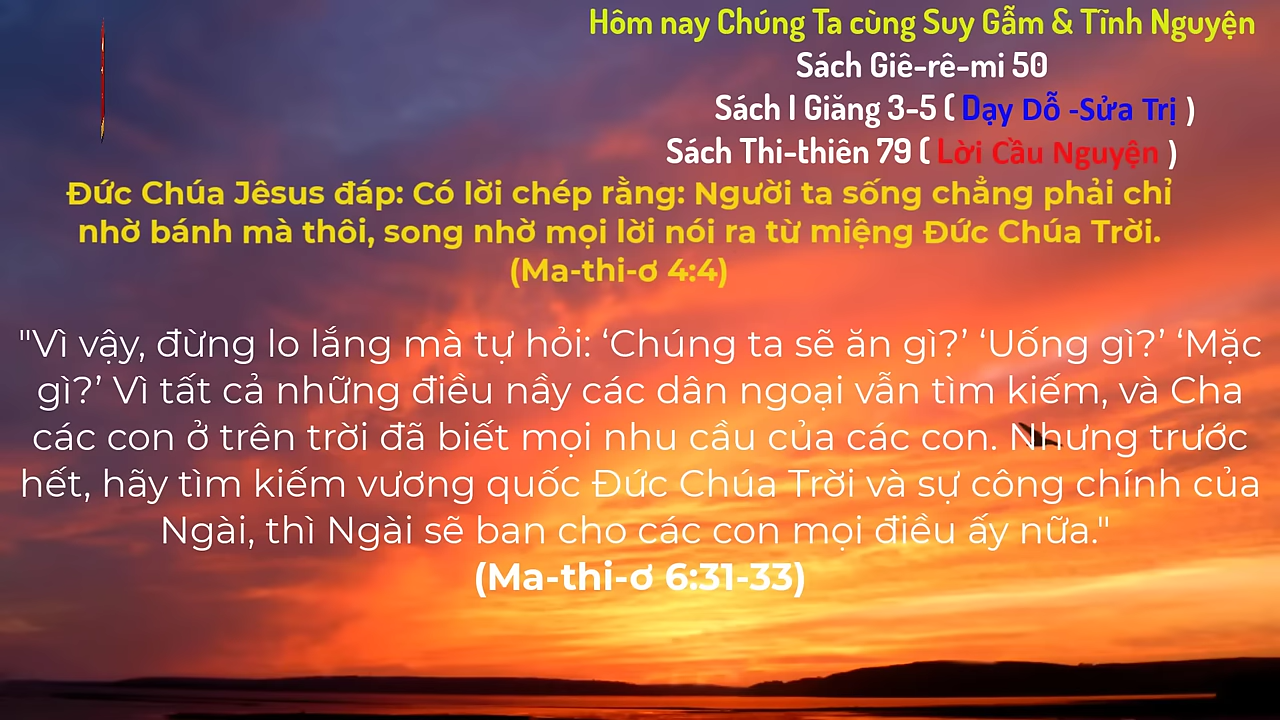 Hôm nay Chúng Ta cùng Suy Gẫm & Tĩnh Nguyện
Sách Giê-rê-mi 50
Sách I Giăng 3-5 ( Dạy Dỗ -Sửa Trị )
Sách Thi-thiên 79 ( Lời Cầu Nguyện )
Đức Chúa Jêsus đáp: Có lời chép rằng: Người ta sống chẳng phải chỉ
nhờ bánh mà thôi, song nhờ mọi lời nói ra từ miệng Đức Chúa Trời.
(Ma-thi-ơ 4:4)
"Vì vậy, đừng lo lắng mà tự hỏi: ‘Chúng ta sẽ ăn gì?’ ‘Uống gì?’ ‘Mặc
gì?’ Vì tất cả những điều nầy các dân ngoại vẫn tìm kiếm, và Cha
các con ở trên trời đã biết mọi nhu cầu của các con. Nhưng trước
hết, hãy tìm kiếm vương quốc Đức Chúa Trời và sự công chính của
Ngài, thì Ngài sẽ ban cho các con mọi điều ấy nữa."
(Ma-thi-ơ 6:31-33)